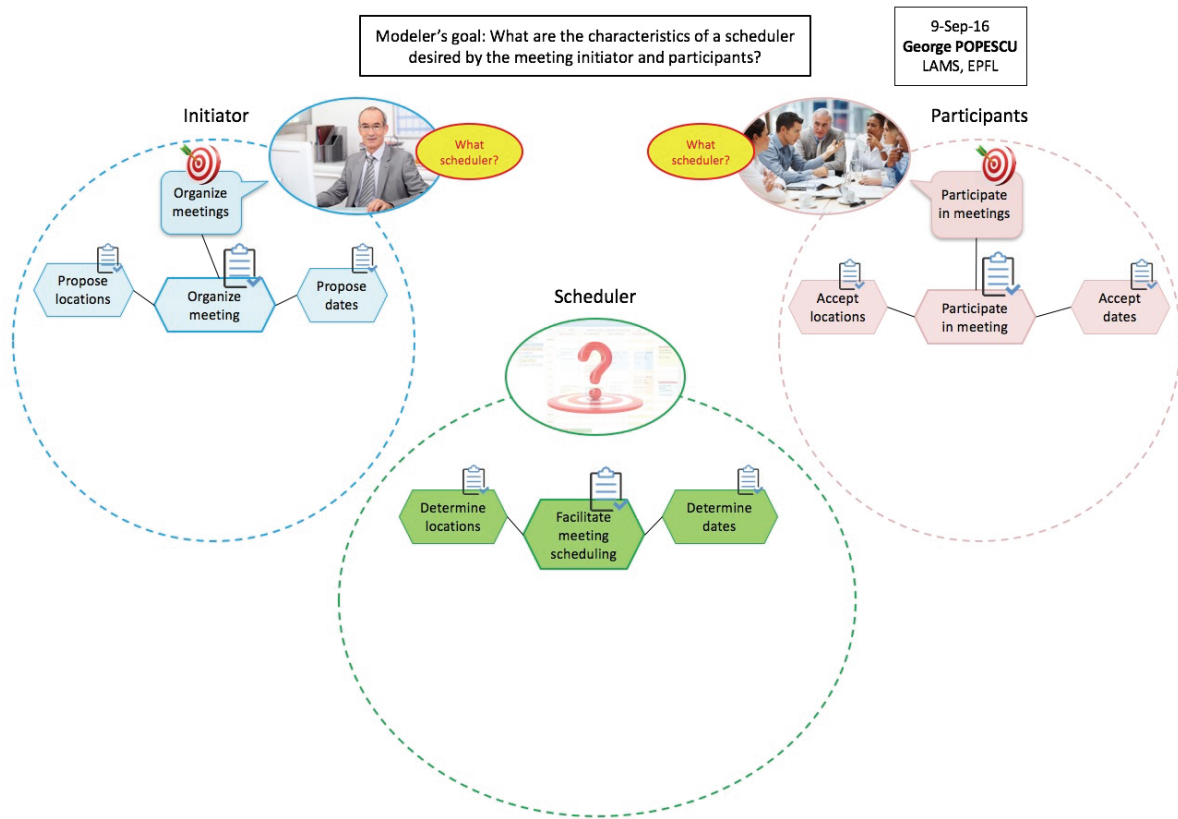 Modeler's goal: What are the characteristics of a scheduler
desired by the meeting initiator and participants?
9-Sep-16
George POPESCU
LAMS, EPFL
Initiator
What
scheduler?
Organize
meetings
Propose
locations
Organize
meeting
Propose
dates
What
scheduler?
Participants
Participate
in meetings
Accept
locations
Participate
in meeting
Accept
dates
Scheduler
?
Determine
locations
Facilitate
meeting
scheduling
Determine
dates